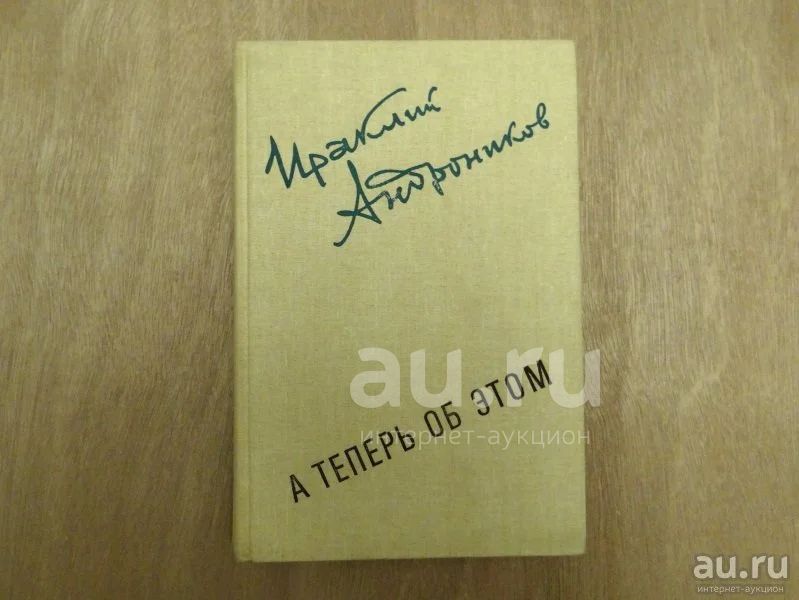 Ираклий
Андроников
au.ru
интернет-аукцион
А ТЕПЕРЬ ОБ ЭТОМ
au.ru
интернет-аукцион